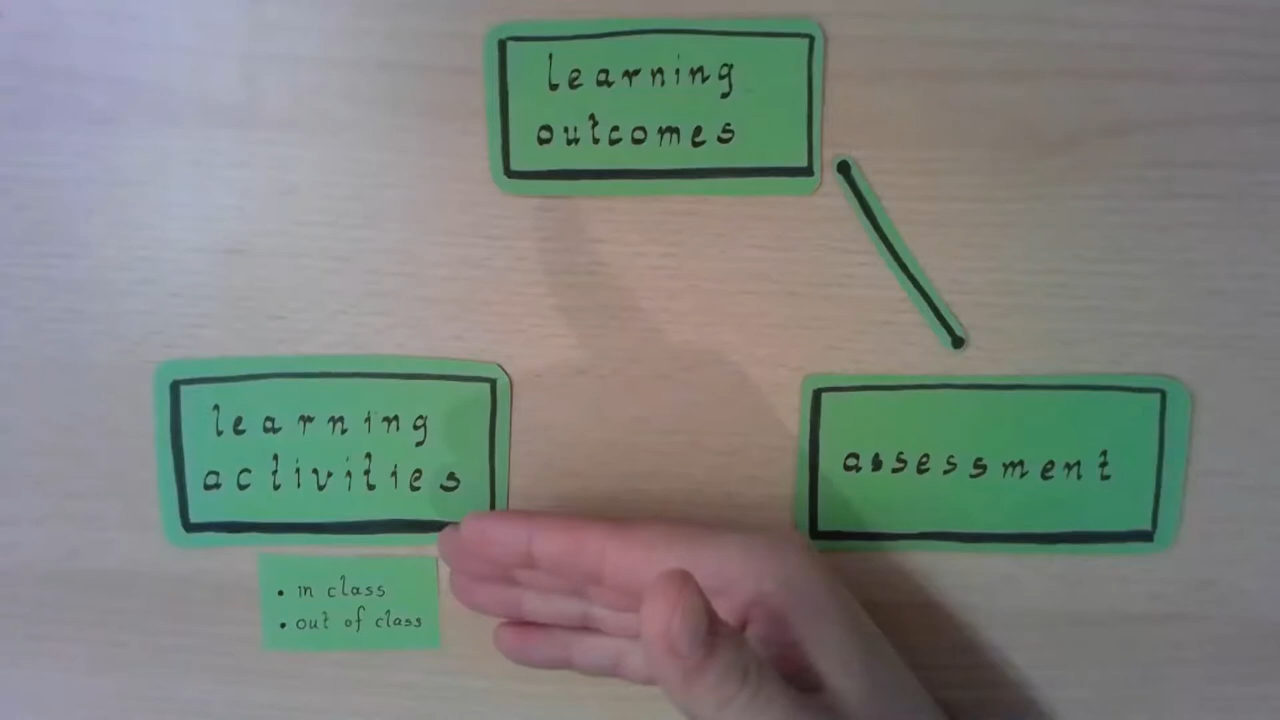 learning
outcomes
learning
activities
assessment
• in class
• out of class